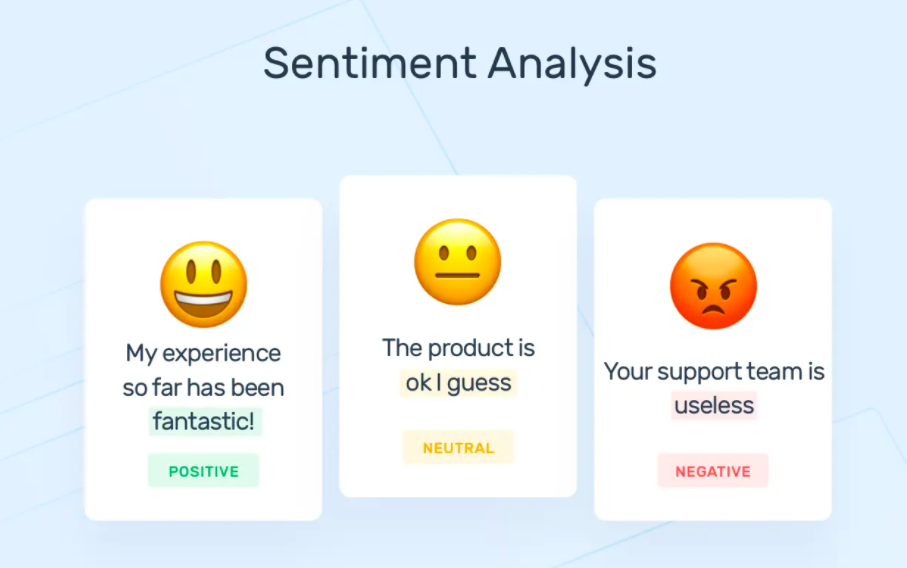 Sentiment Analysis
My experience
so far has been
fantastic!
POSITIVE
The product is
ok I guess
NEUTRAL
Your support team is
useless
NEGATIVE